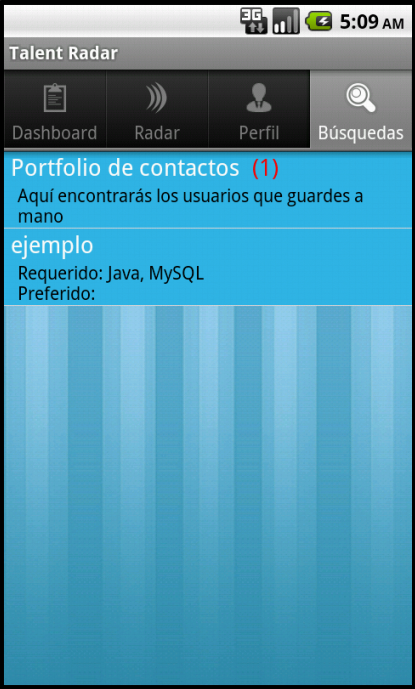 3G 5:09 AM
Talent Radar
Dashboard Radar Perfil Búsquedas
Portfolio de contactos (1)
Aquí encontrarás los usuarios que guardes a
mano
ejemplo
Requerido: Java, MySQL
Preferido: